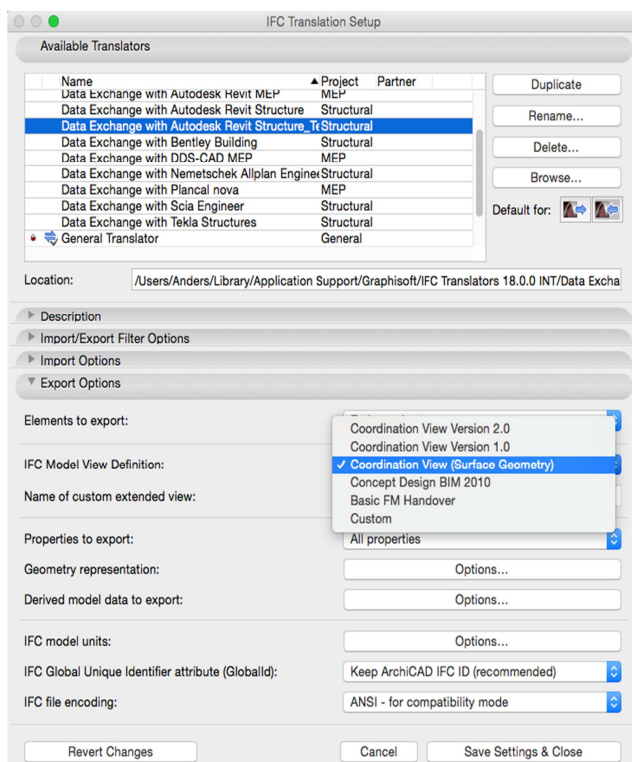 IFC Translation Setup
Available Translators
Name Project Partner
Data Exchange with Autodesk Revit MEP MEP
Data Exchange with Autodesk Revit Structure Structural
Data Exchange with Autodesk Revit Structure_Te Structural
Data Exchange with Bentley Building Structural
Data Exchange with DDS-CAD MEP MEP
Data Exchange with Nemetschek Allplan Engine Structural
Data Exchange with Plancal nova MEP
Data Exchange with Scia Engineer Structural
Data Exchange with Tekla Structures Structural
General Translator General
Duplicate
Rename...
Delete...
Browse...
Default for:
Location: /Users/Anders/Library/Application Support/Graphisoft/IFC Translators 18.0.0 INT/Data Excha
Description
Import/Export Filter Options
Import Options
Export Options
Elements to export:
Coordination View Version 2.0
Coordination View Version 1.0
IFC Model View Definition: ✓ Coordination View (Surface Geometry)
Concept Design BIM 2010
Name of custom extended view: Basic FM Handover
Custom
Properties to export: All properties
Geometry representation: Options...
Derived model data to export: Options...
IFC model units: Options...
IFC Global Unique Identifier attribute (GlobalId): Keep ArchiCAD IFC ID (recommended)
IFC file encoding: ANSI - for compatibility mode
Revert Changes Cancel Save Settings & Close